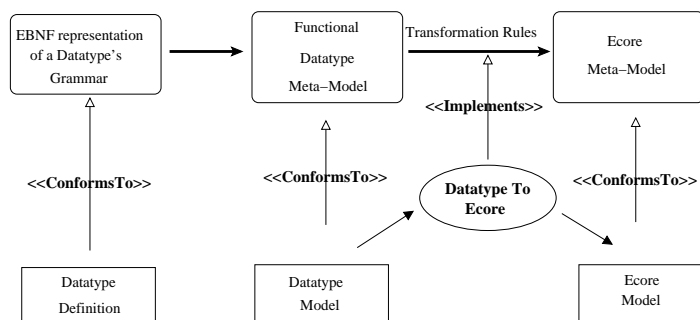 EBNF representation
of a Datatype's
Grammar
Functional
Datatype
Meta−Model
Transformation Rules
Ecore
Meta−Model
<<Implements>>
<<ConformsTo>>
<<ConformsTo>>
<<ConformsTo>>
Datatype To
Ecore
Datatype
Definition
Datatype
Model
Ecore
Model